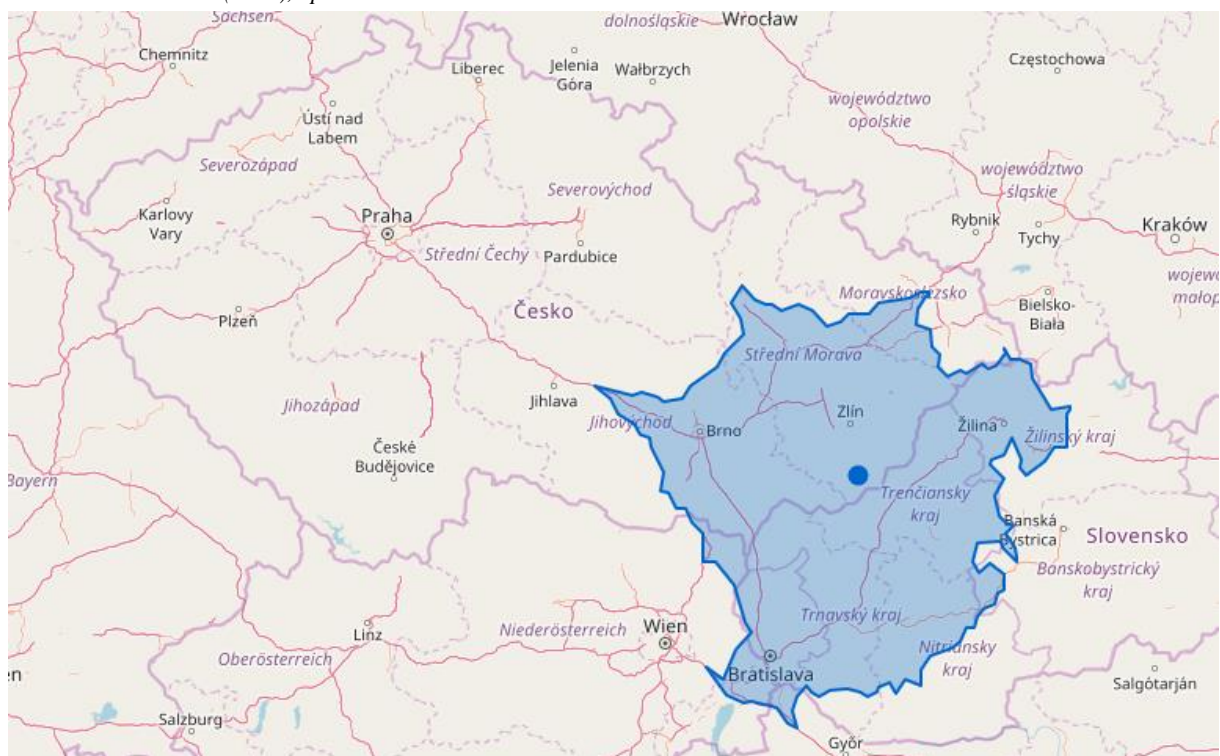 Sachsen
dolnośląskie
Wrocław
Chemnitz
Liberec
Jelenia
Góra
Wałbrzych
Częstochowa
Ústí nad
Labem
województwo
opolskie
Severozápad
województwo
śląskie
Severovýchod
Karlovy
Vary
Praha
Rybnik
Tychy
Kraków
Střední Čechy
Pardubice
Moravskoslezsko
Bielsko-
Biała
Plzeň
Česko
Střední Morava
Jihlava
Jihozápad
Jihovýchod
Brno
Zlín
Žilina
Žilinský kraj
České
Budějovice
Bayern
Trenčiansky
kraj
Banská
Bystrica
Slovensko
Banskobystrický
kraj
Linz
Niederösterreich
Wien
Trnavský kraj
Oberösterreich
Nitriansky
kraj
Bratislava
Salgótarján
Salzburg
Győr